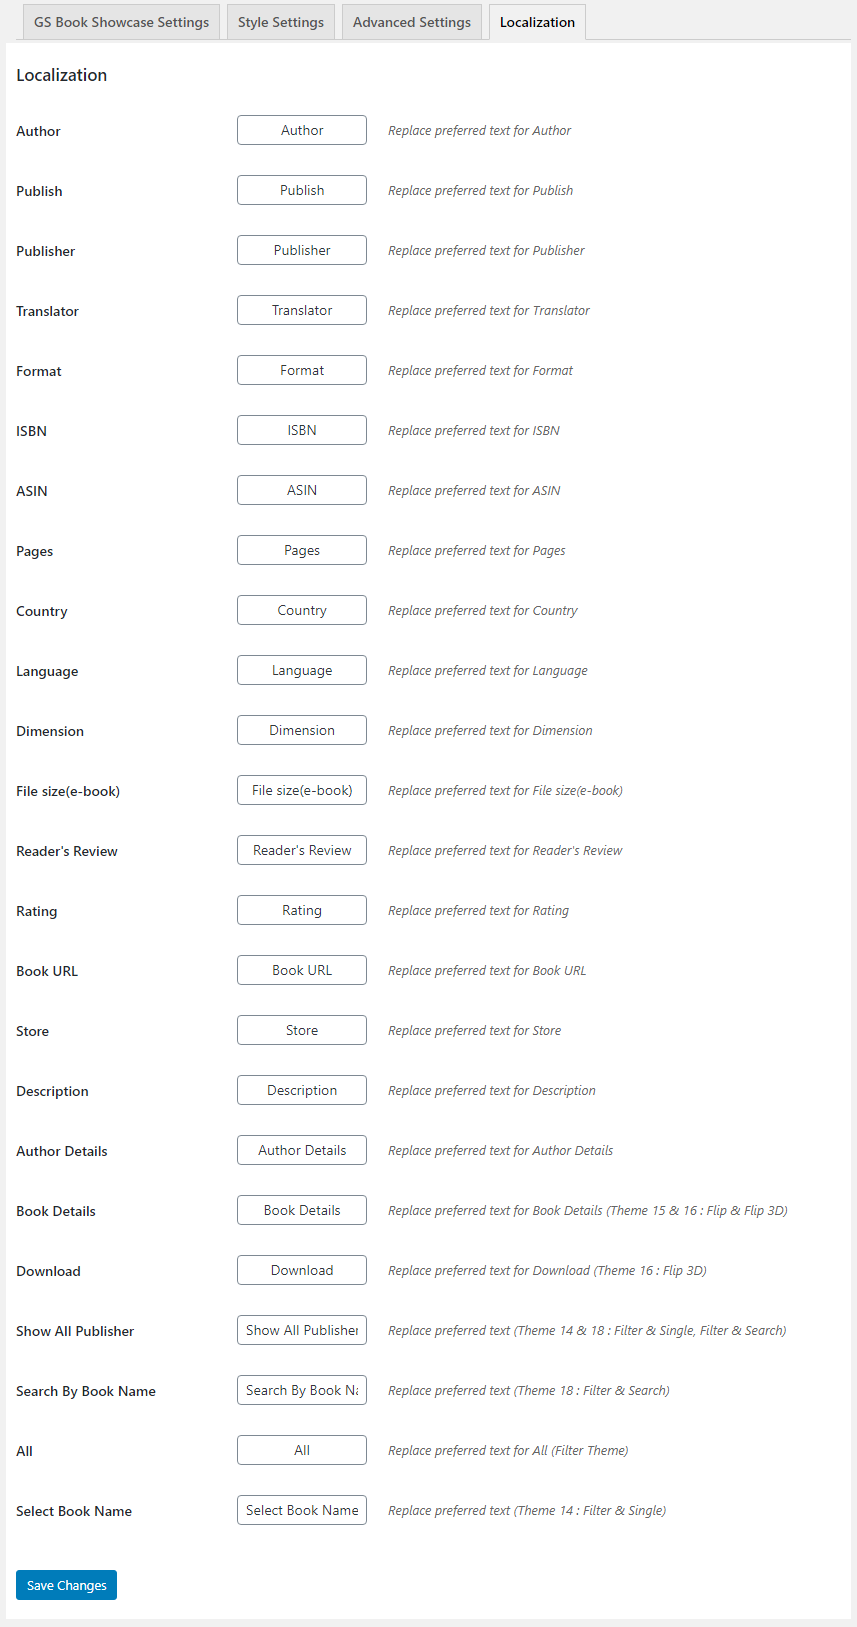 GS Book Showcase Settings Style Settings Advanced Settings Localization
Localization
Author Author Replace preferred text for Author
Publish Publish Replace preferred text for Publish
Publisher Publisher Replace preferred text for Publisher
Translator Translator Replace preferred text for Translator
Format Format Replace preferred text for Format
ISBN ISBN Replace preferred text for ISBN
ASIN ASIN Replace preferred text for ASIN
Pages Pages Replace preferred text for Pages
Country Country Replace preferred text for Country
Language Language Replace preferred text for Language
Dimension Dimension Replace preferred text for Dimension
File size(e-book) File size(e-book) Replace preferred text for File size(e-book)
Reader's Review Reader's Review Replace preferred text for Reader's Review
Rating Rating Replace preferred text for Rating
Book URL Book URL Replace preferred text for Book URL
Store Store Replace preferred text for Store
Description Description Replace preferred text for Description
Author Details Author Details Replace preferred text for Author Details
Book Details Book Details Replace preferred text for Book Details (Theme 15 & 16 : Flip & Flip 3D)
Download Download Replace preferred text for Download (Theme 16 : Flip 3D)
Show All Publisher Show All Publisher Replace preferred text (Theme 14 & 18 : Filter & Single, Filter & Search)
Search By Book Name Search By Book Na Replace preferred text (Theme 18 : Filter & Search)
All All Replace preferred text for All (Filter Theme)
Select Book Name Select Book Name Replace preferred text (Theme 14 : Filter & Single)
Save Changes